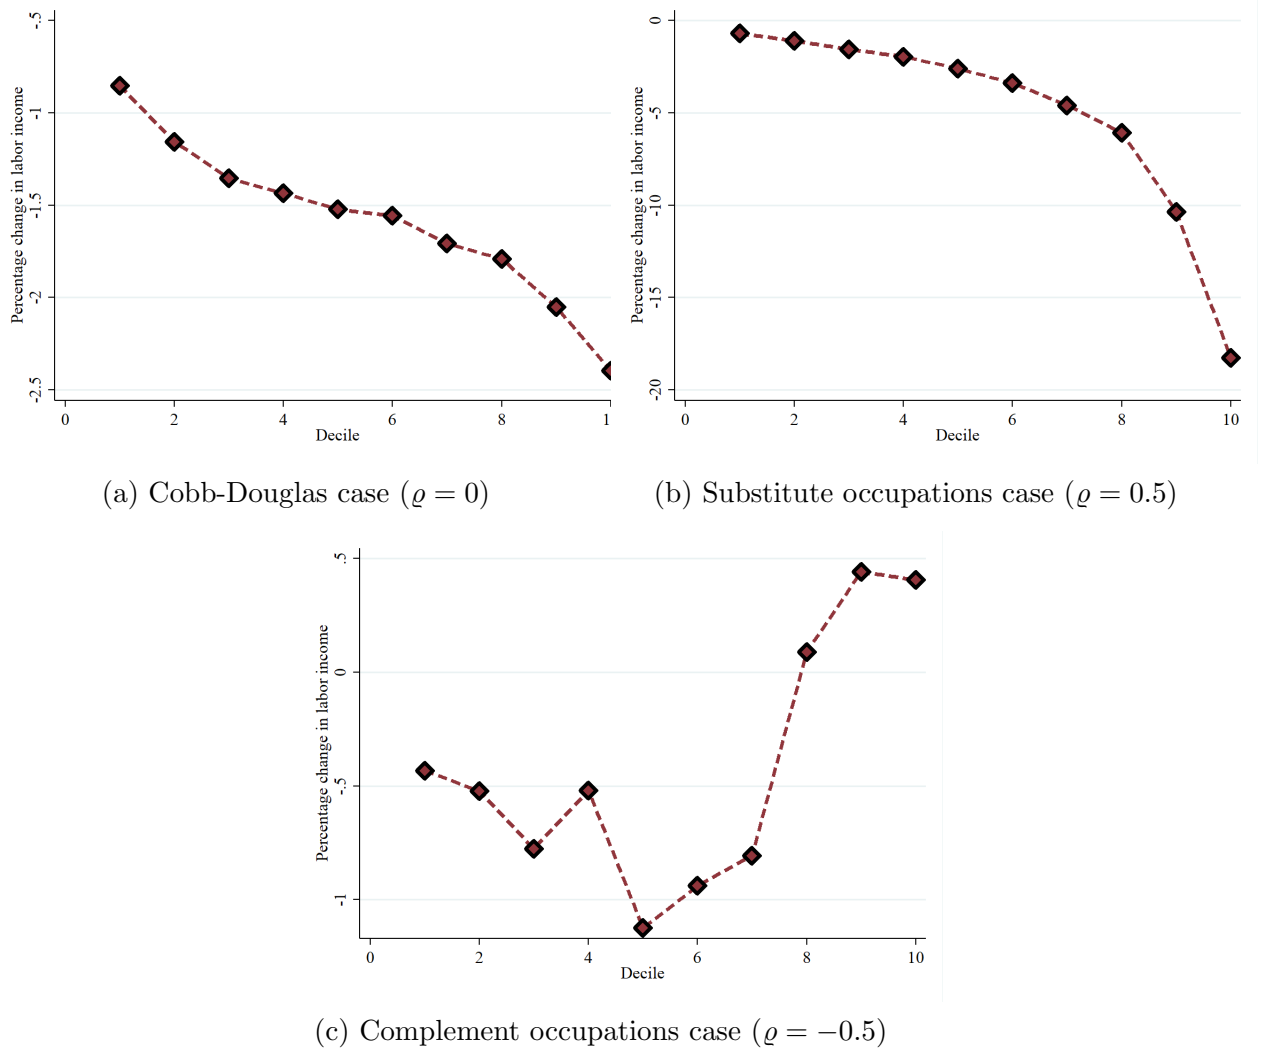 Percentage change in labor income
-.5
-1
-1.5
-2
-2.5
0 2 4 6 8 1
Decile
(a) Cobb-Douglas case (ϱ = 0)
Percentage change in labor income
0
-5
-10
-15
-20
0 2 4 6 8 10
Decile
(b) Substitute occupations case (ϱ = 0.5)
Percentage change in labor income
.5
0
-.5
-1
0 2 4 6 8 10
Decile
(c) Complement occupations case (ϱ = −0.5)